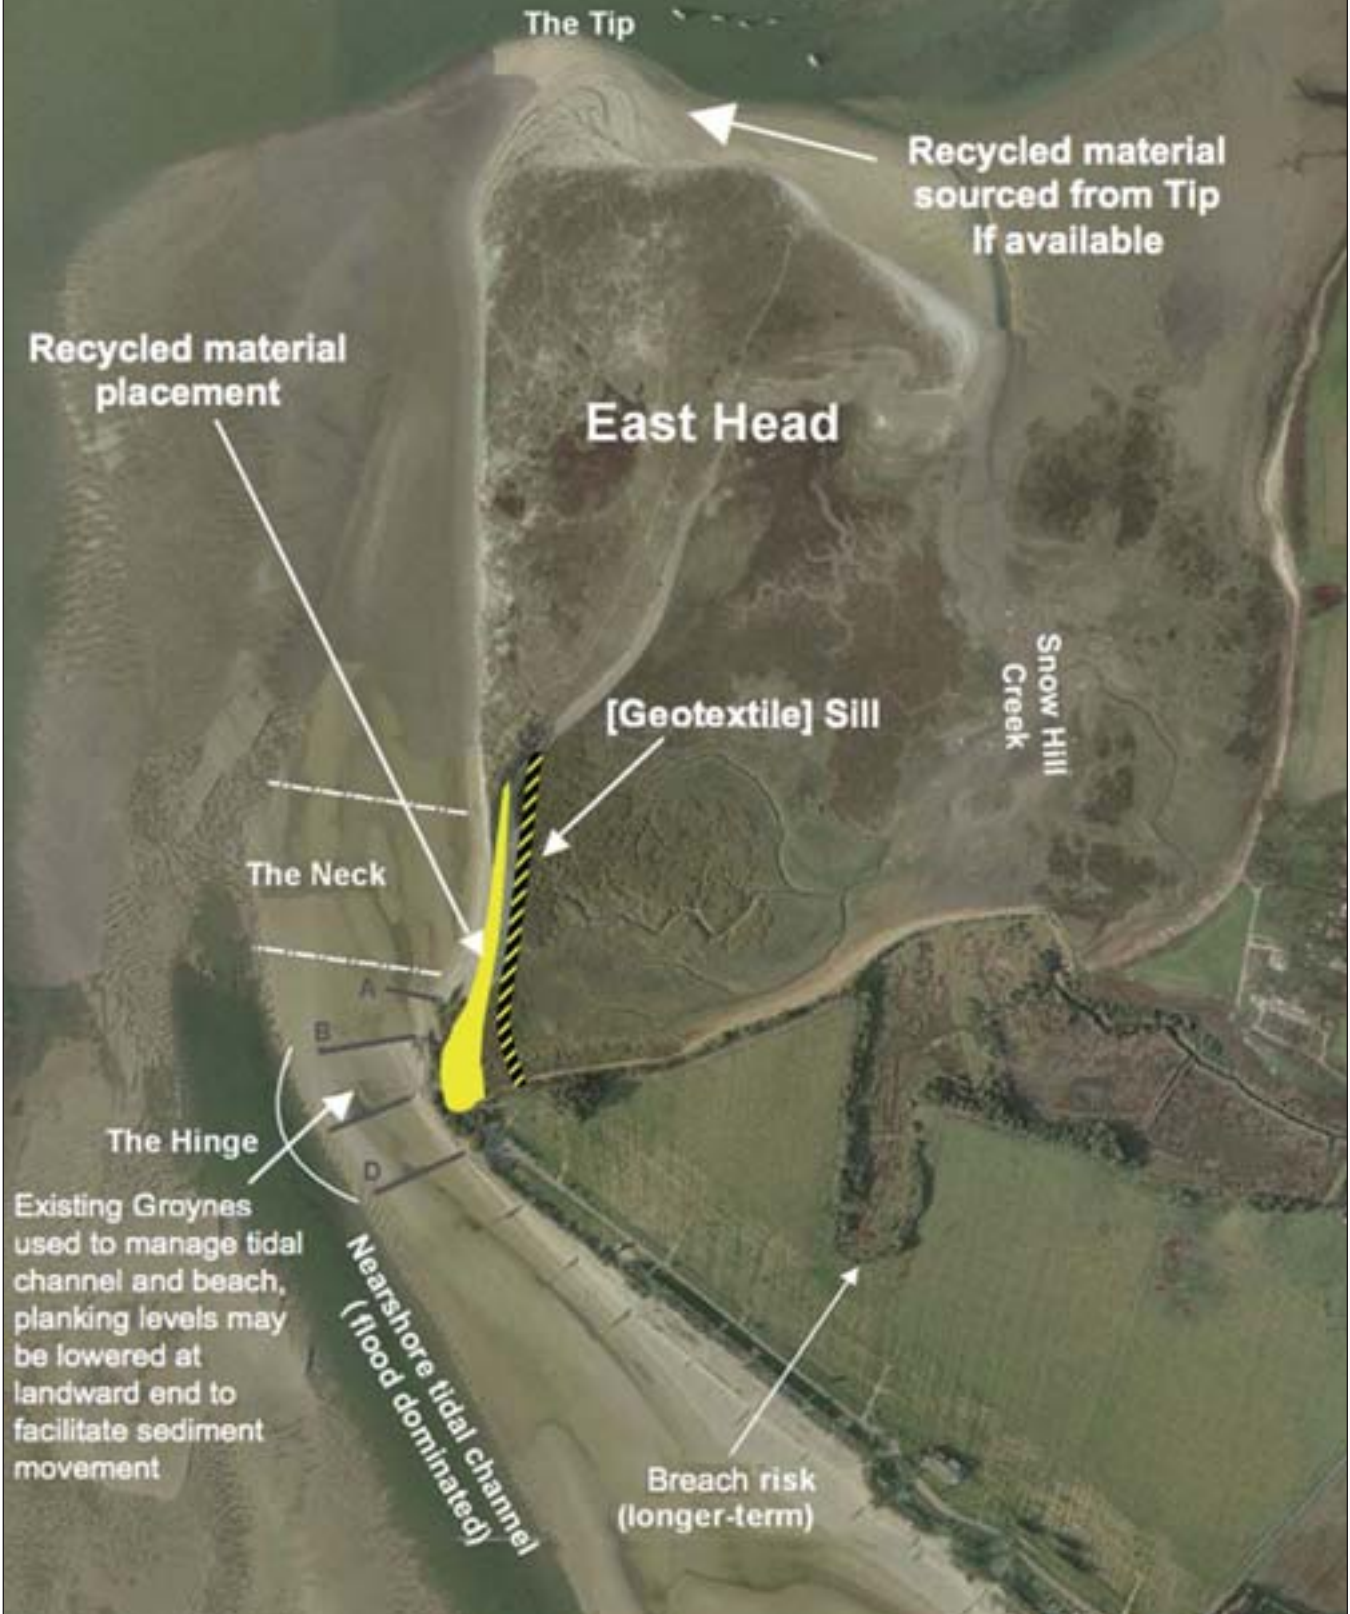 The Tip
Recycled material
sourced from Tip
If available
Recycled material
placement
East Head
Snow Hill
Creek
[Geotextile] Sill
The Neck
A
B
The Hinge
D
Existing Groynes
used to manage tidal
channel and beach,
planking levels may
be lowered at
landward end to
facilitate sediment
movement
Nearshore tidal channel
(flood dominated)
Breach risk
(longer-term)